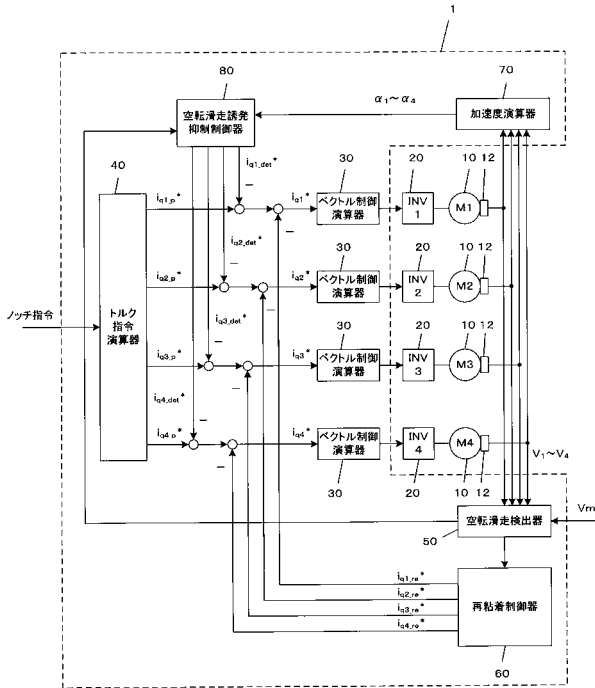 1
80
空転滑走誘発
抑制制御器
α₁～α₄
70
加速度演算器
40
トルク
指令
演算器
ノッチ指令
iq1_p*
iq1_det*
－
－
iq1*
30
ベクトル制御
演算器
20
INV
1
10
12
M1
iq2_p*
iq2_det*
－
－
iq2*
30
ベクトル制御
演算器
20
INV
2
10
12
M2
iq3_p*
iq3_det*
－
－
iq3*
30
ベクトル制御
演算器
20
INV
3
10
12
M3
iq4_p*
iq4_det*
－
－
iq4*
ベクトル制御
演算器
30
INV
4
20
M4
10
12
V₁～V₄
Vm
空転滑走検出器
50
iq1_re*
iq2_re*
iq3_re*
iq4_re*
再粘着制御器
60